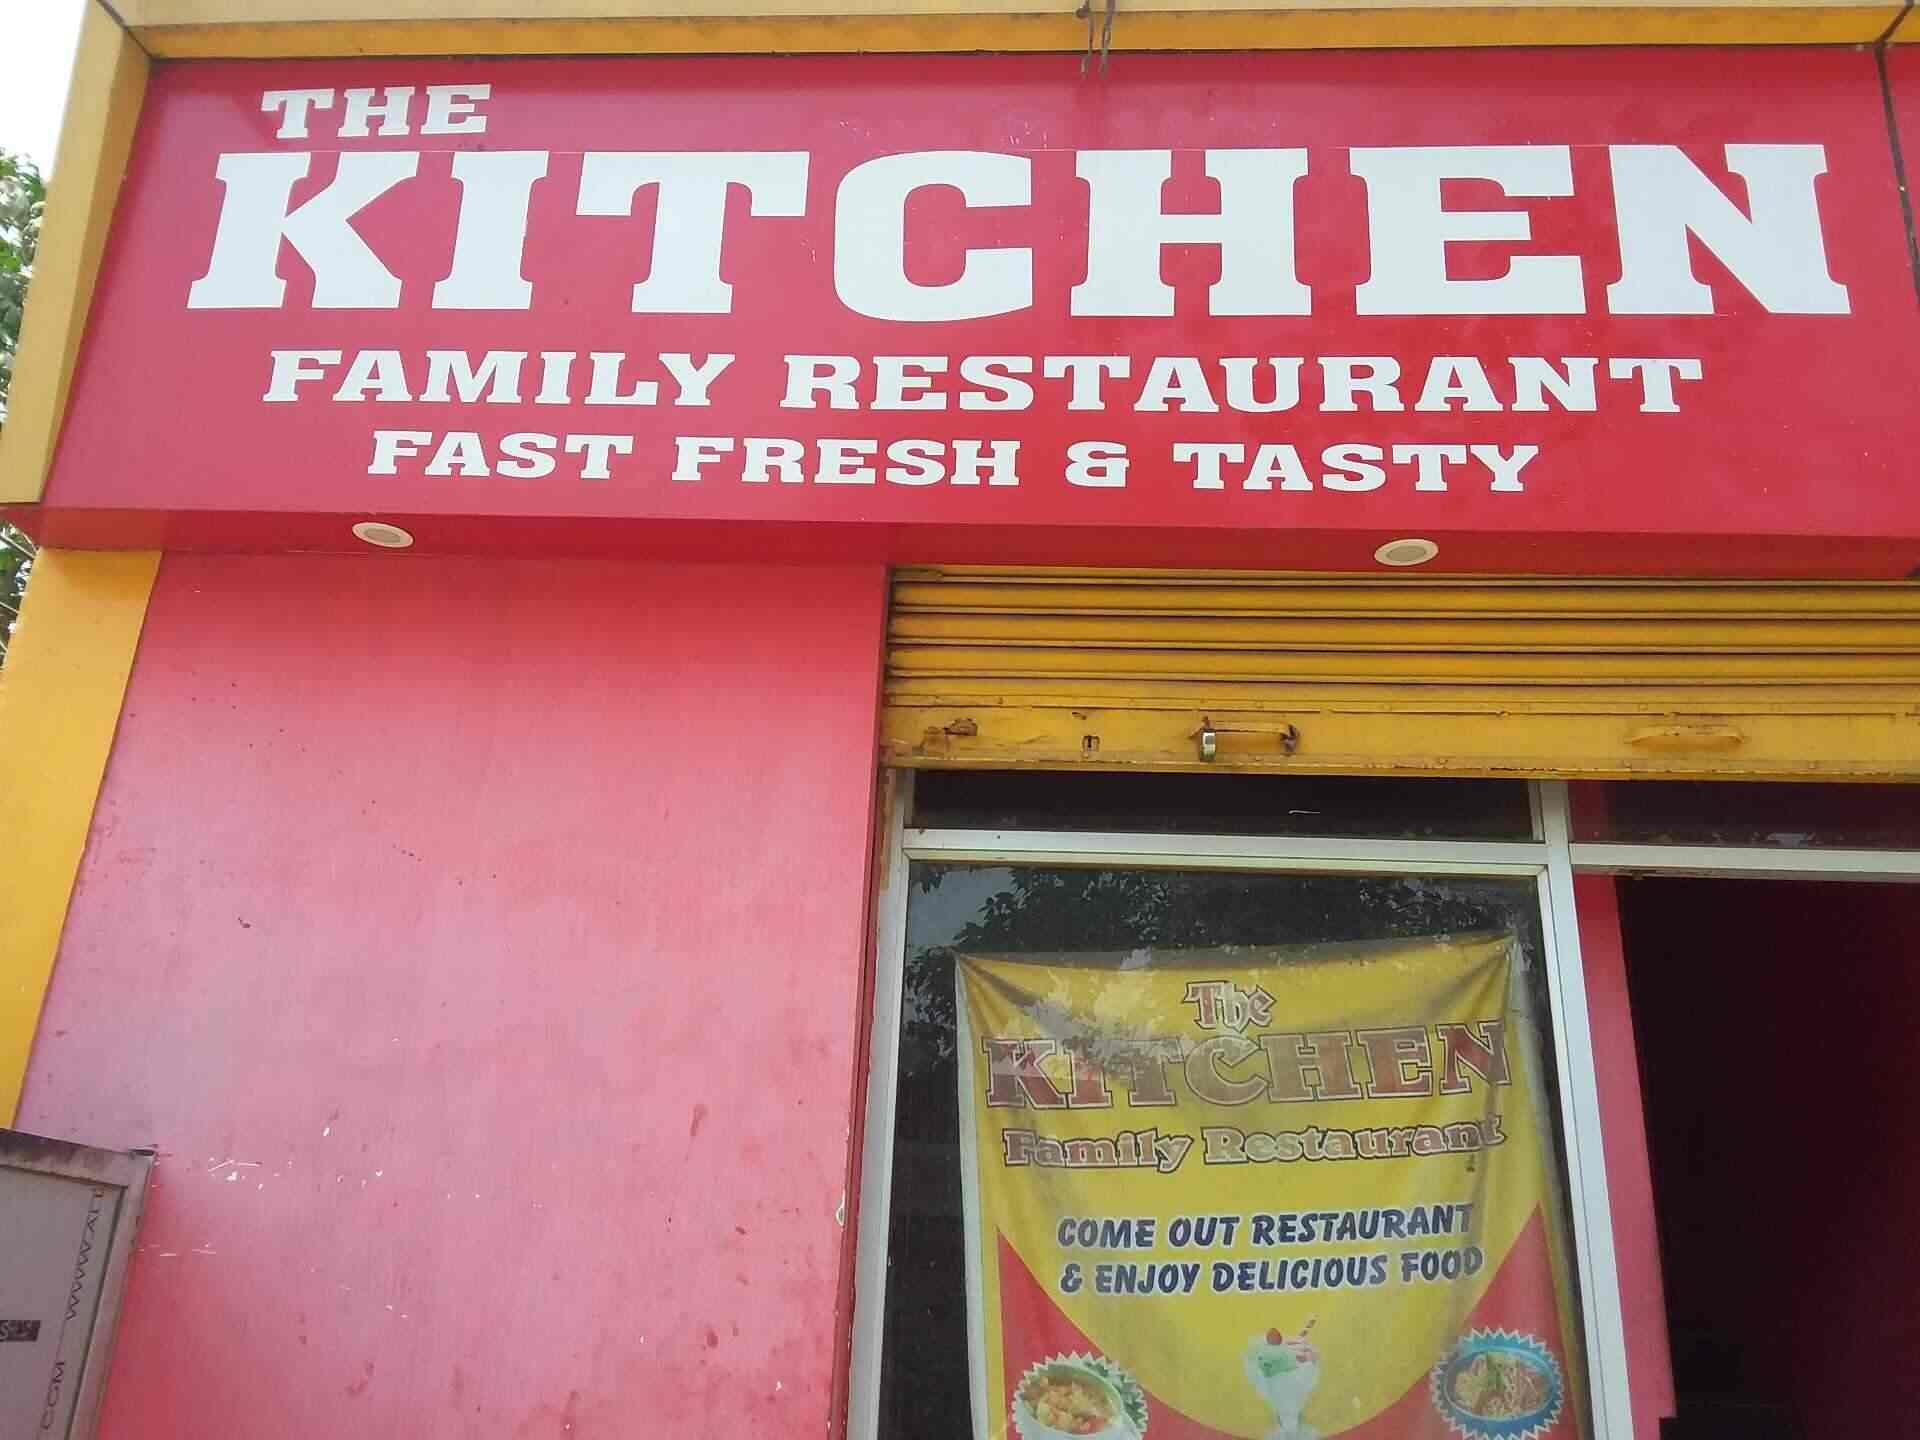 THE
KITCHEN
FAMILY RESTAURANT
FAST FRESH & TASTY
The
KITCHEN
Family Restaurant
COME OUT RESTAURANT
& ENJOY DELICIOUS FOOD